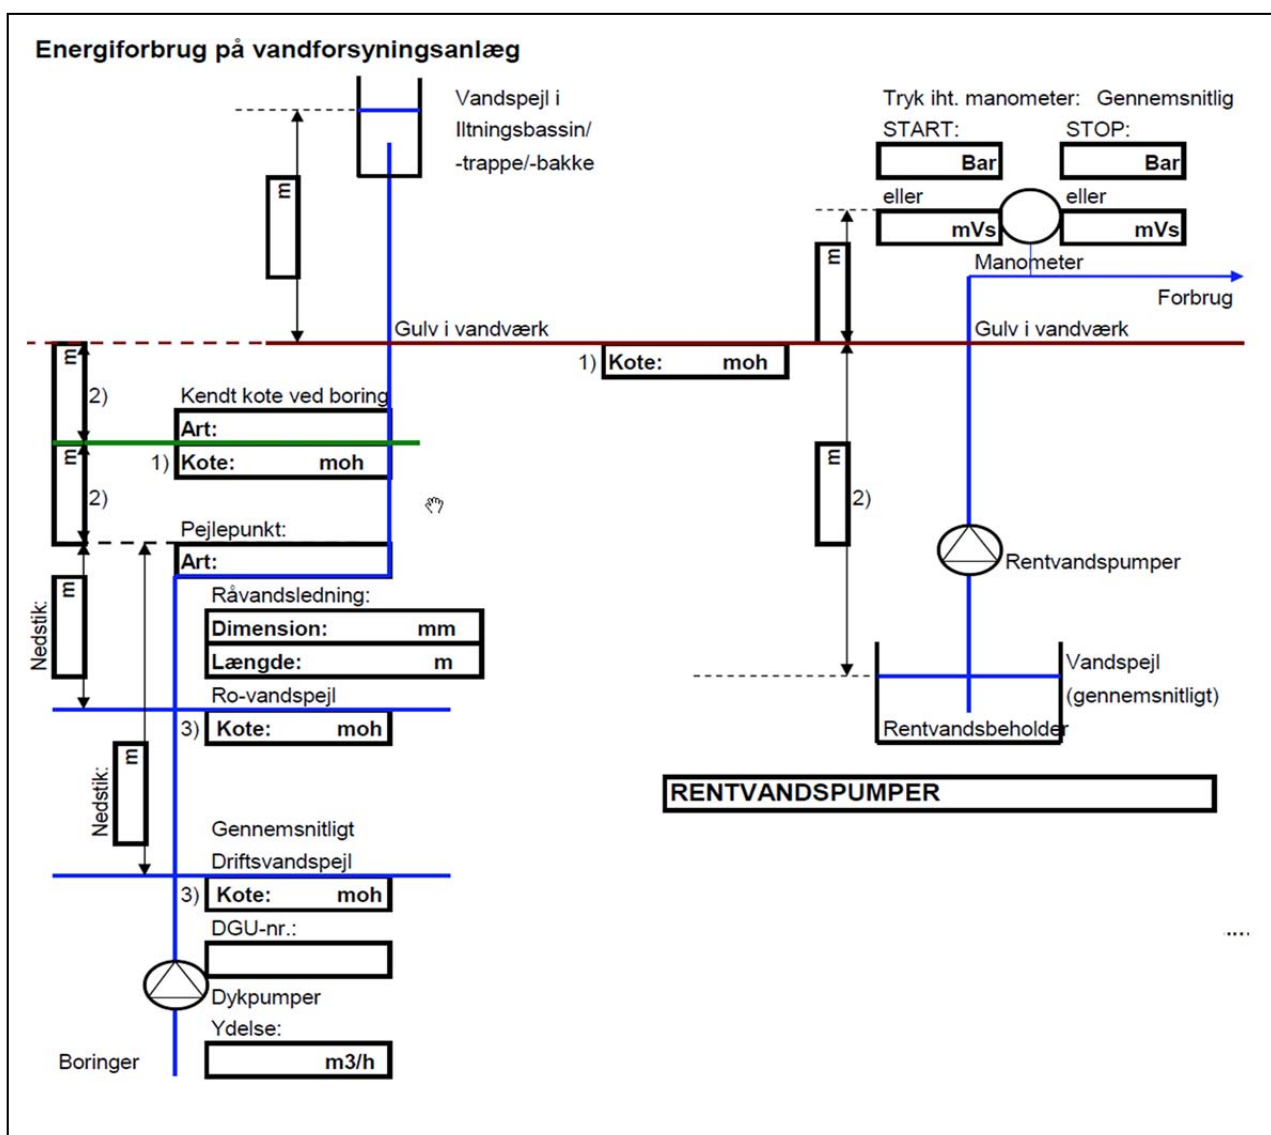 Energiforbrug på vandforsyningsanlæg
Vandspejl i
Iltningsbassin/
-trappe/-bakke
m
Gulv i vandværk
m
2)
Kendt kote ved boring
Art:
1) Kote: moh
m
2)
Pejlepunkt:
Art:
Nedstik:
m
Råvandsledning:
Dimension: mm
Længde: m
Ro-vandspejl
3) Kote: moh
Nedstik:
m
Gennemsnitligt
Driftsvandspejl
3) Kote: moh
DGU-nr.:
Dykpumper
Ydelse:
Boringer
m3/h
Tryk iht. manometer: Gennemsnitlig
START: STOP:
Bar Bar
eller eller
mVs mVs
m
Manometer
Forbrug
Gulv i vandværk
1) Kote: moh
m
2)
Rentvandspumper
Vandspejl
(gennemsnitligt)
Rentvandsbeholder
RENTVANDSPUMPER